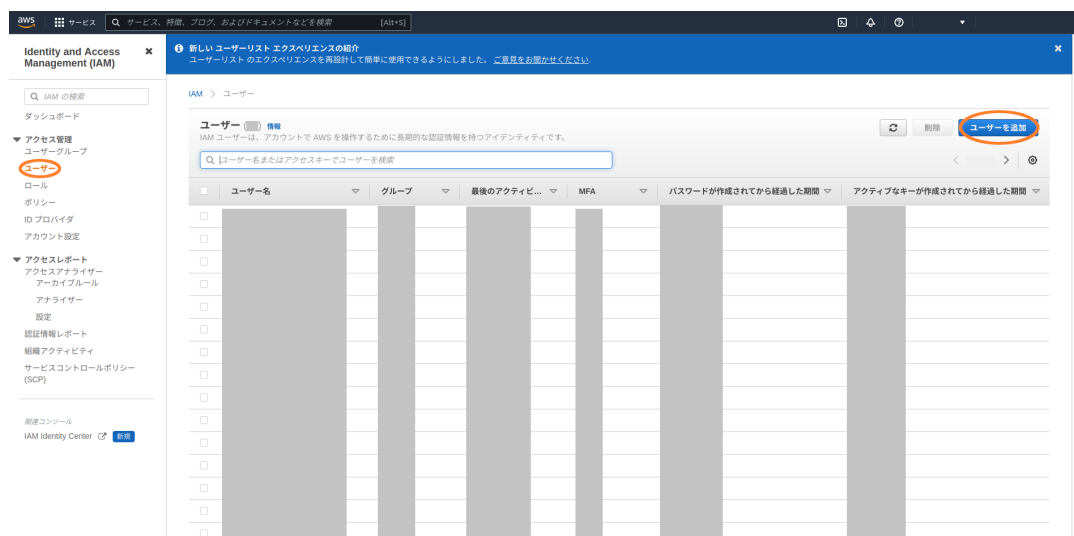 aws
サービス
サービス、特徴、ブログ、およびドキュメントなどを検索
[Alt+S]
Identity and Access
Management (IAM)
IAM の検索
ダッシュボード
アクセス管理
ユーザーグループ
ユーザー
ロール
ポリシー
ID プロバイダ
アカウント設定
アクセスレポート
アクセスアナライザー
アーカイブルール
アナライザー
設定
認証情報レポート
組織アクティビティ
サービスコントロールポリシー
(SCP)
関連コンソール
IAM Identity Center
新規
新しい ユーザーリスト エクスペリエンスの紹介
ユーザーリスト のエクスペリエンスを再設計して簡単に使用できるようにしました。 ご意見をお聞かせください.
IAM > ユーザー
ユーザー ( ) 情報
IAM ユーザーは、アカウントで AWS を操作するために長期的な認証情報を持つアイデンティティです。
削除
ユーザーを追加
ユーザー名またはアクセスキーでユーザーを検索
ユーザー名
グループ
最後のアクティビ...
MFA
パスワードが作成されてから経過した期間
アクティブなキーが作成されてから経過した期間